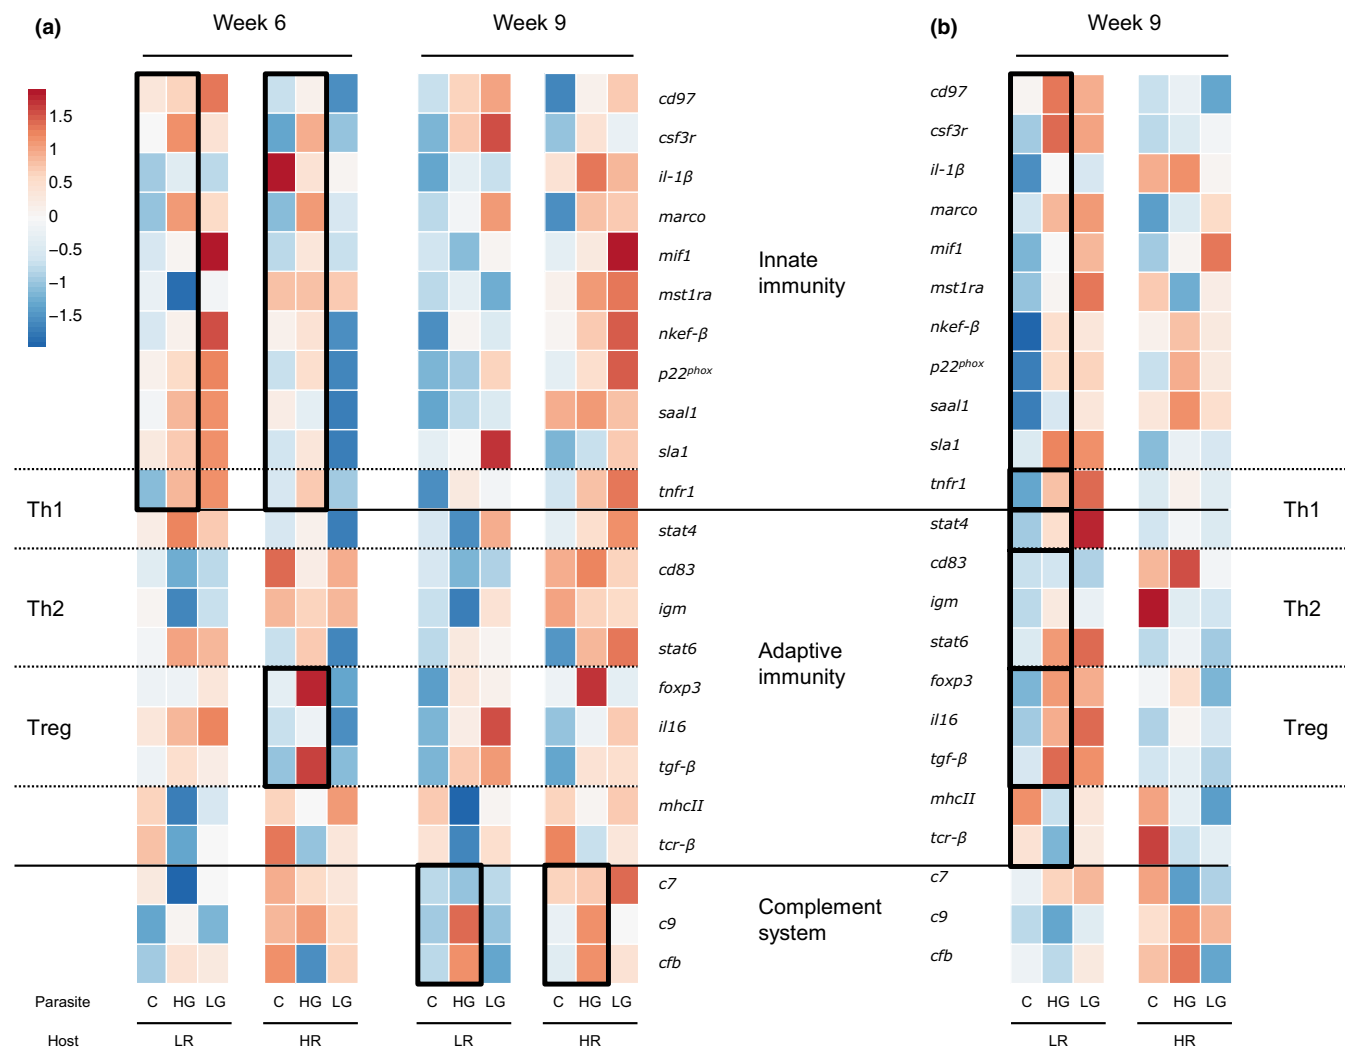 (a) Week 6 Week 9 (b) Week 9
1.5
1
0.5
0
−0.5
−1
−1.5
cd97
csf3r
il-1β
marco
mif1
mst1ra
nkef-β
p22phox
saal1
sla1
tnfr1
stat4
cd83
igm
stat6
foxp3
il16
tgf-β
mhcII
tcr-β
c7
c9
cfb
Th1
Th2
Treg
Innate
immunity
Adaptive
immunity
Complement
system
cd97
csf3r
il-1β
marco
mif1
mst1ra
nkef-β
p22phox
saal1
sla1
tnfr1
stat4
cd83
igm
stat6
foxp3
il16
tgf-β
mhcII
tcr-β
c7
c9
cfb
Th1
Th2
Treg
Parasite C HG LG C HG LG C HG LG C HG LG C HG LG C HG LG
Host LR HR LR HR LR HR